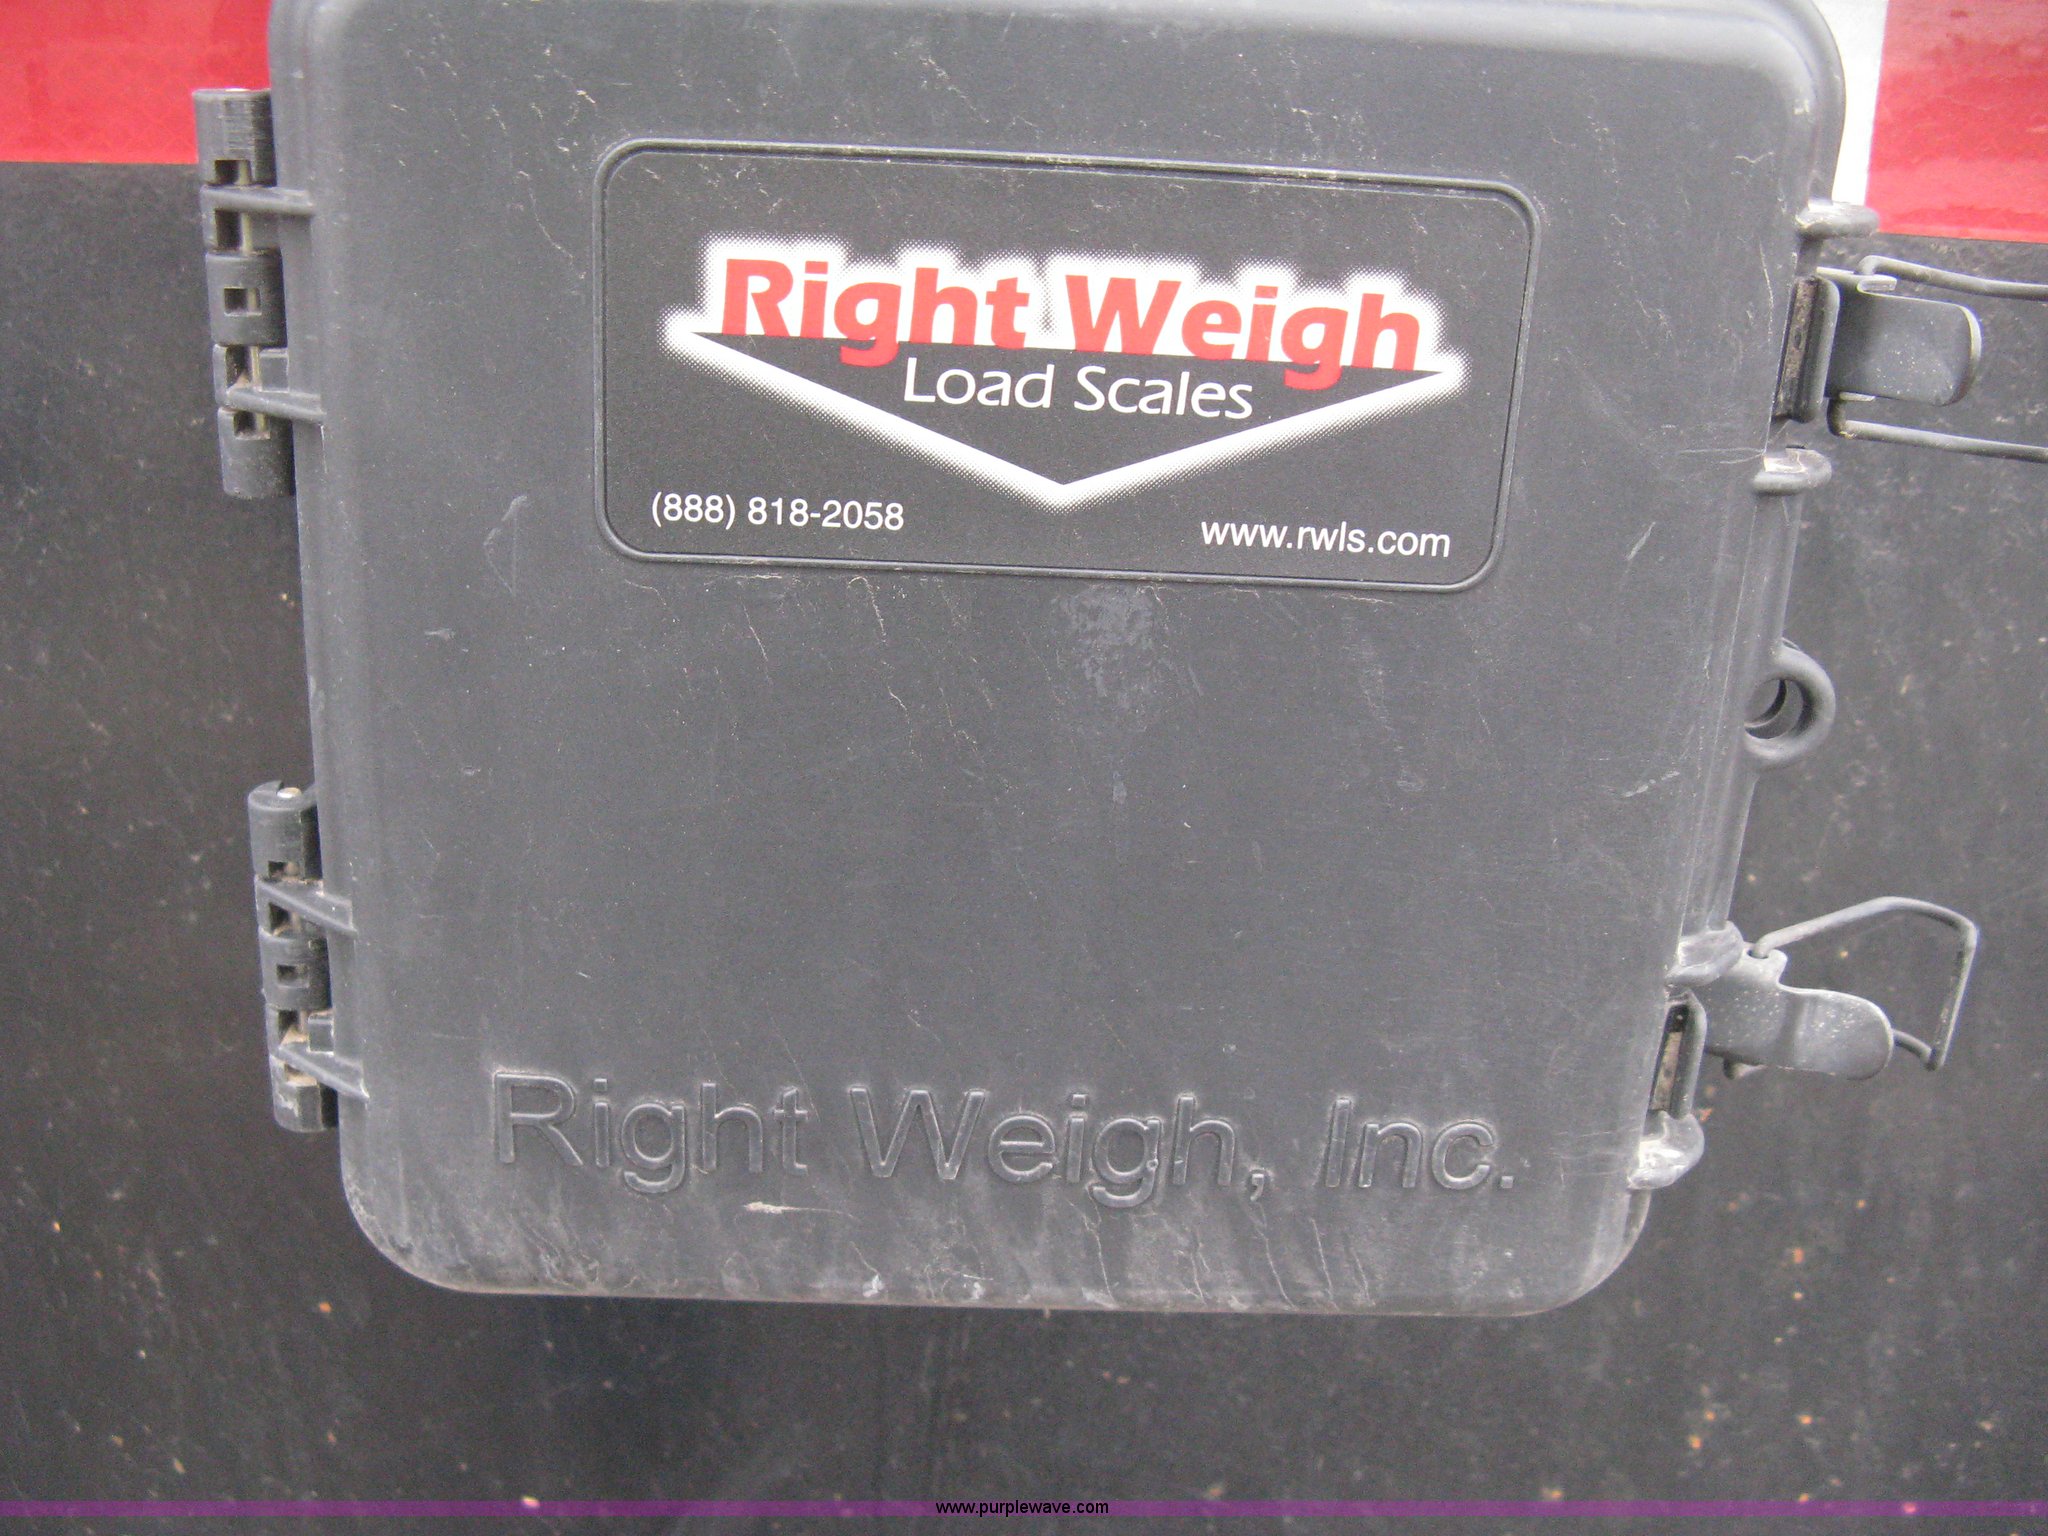 Right Weigh
Load Scales
(888) 818-2058
www.rwls.com
Right Weigh, Inc.
www.purplewave.com